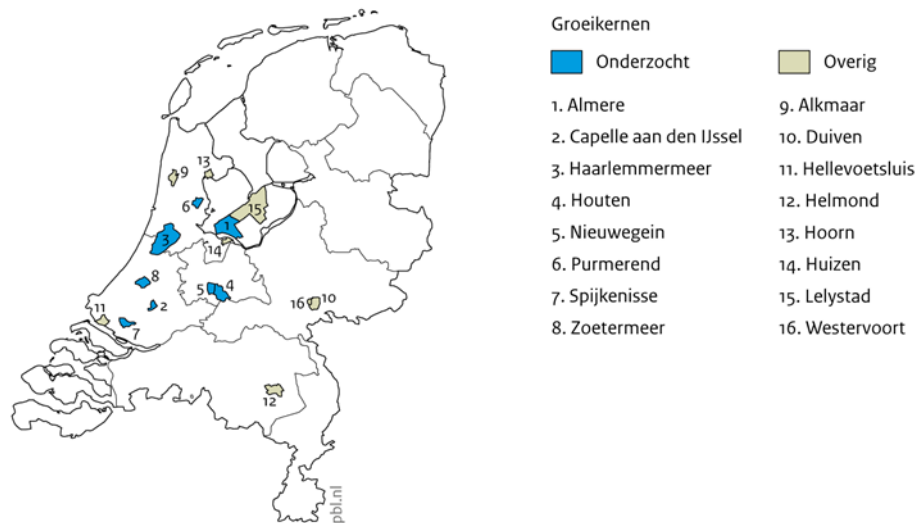 Groeikernen
Onderzocht
1. Almere
2. Capelle aan den IJssel
3. Haarlemmermeer
4. Houten
5. Nieuwegein
6. Purmerend
7. Spijkenisse
8. Zoetermeer
Overig
9. Alkmaar
10. Duiven
11. Hellevoetsluis
12. Helmond
13. Hoorn
14. Huizen
15. Lelystad
16. Westervoort
13
9
6
15
1
3
14
8
5
4
2
16
10
11
7
12
pbl.nl